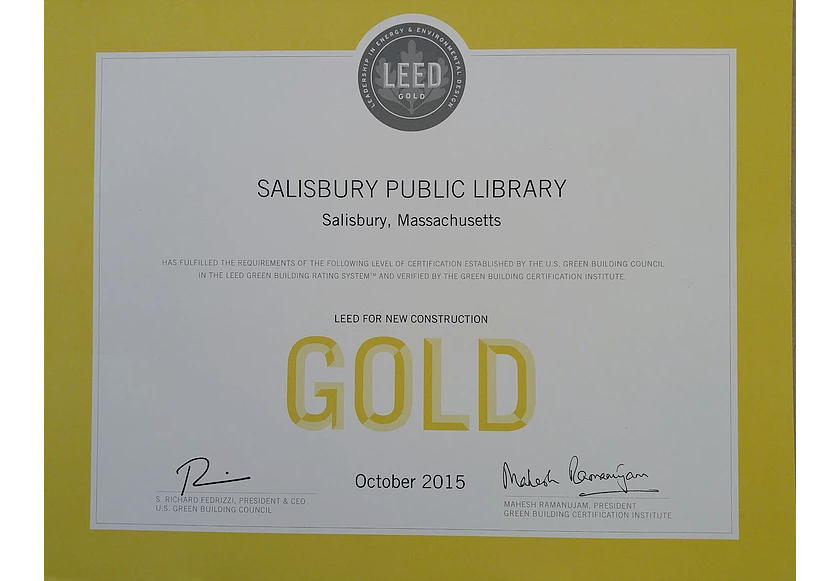 LEADERSHIP IN ENERGY & ENVIRONMENTAL DESIGN
LEED
GOLD
SALISBURY PUBLIC LIBRARY
Salisbury, Massachusetts
HAS FULFILLED THE REQUIREMENTS OF THE FOLLOWING LEVEL OF CERTIFICATION ESTABLISHED BY THE U.S. GREEN BUILDING COUNCIL
IN THE LEED GREEN BUILDING RATING SYSTEM™ AND VERIFIED BY THE GREEN BUILDING CERTIFICATION INSTITUTE.
LEED FOR NEW CONSTRUCTION
GOLD
October 2015
S. RICHARD FEDRIZZI, PRESIDENT & CEO
U.S. GREEN BUILDING COUNCIL
Mahesh Ramanujam
MAHESH RAMANUJAM, PRESIDENT
GREEN BUILDING CERTIFICATION INSTITUTE